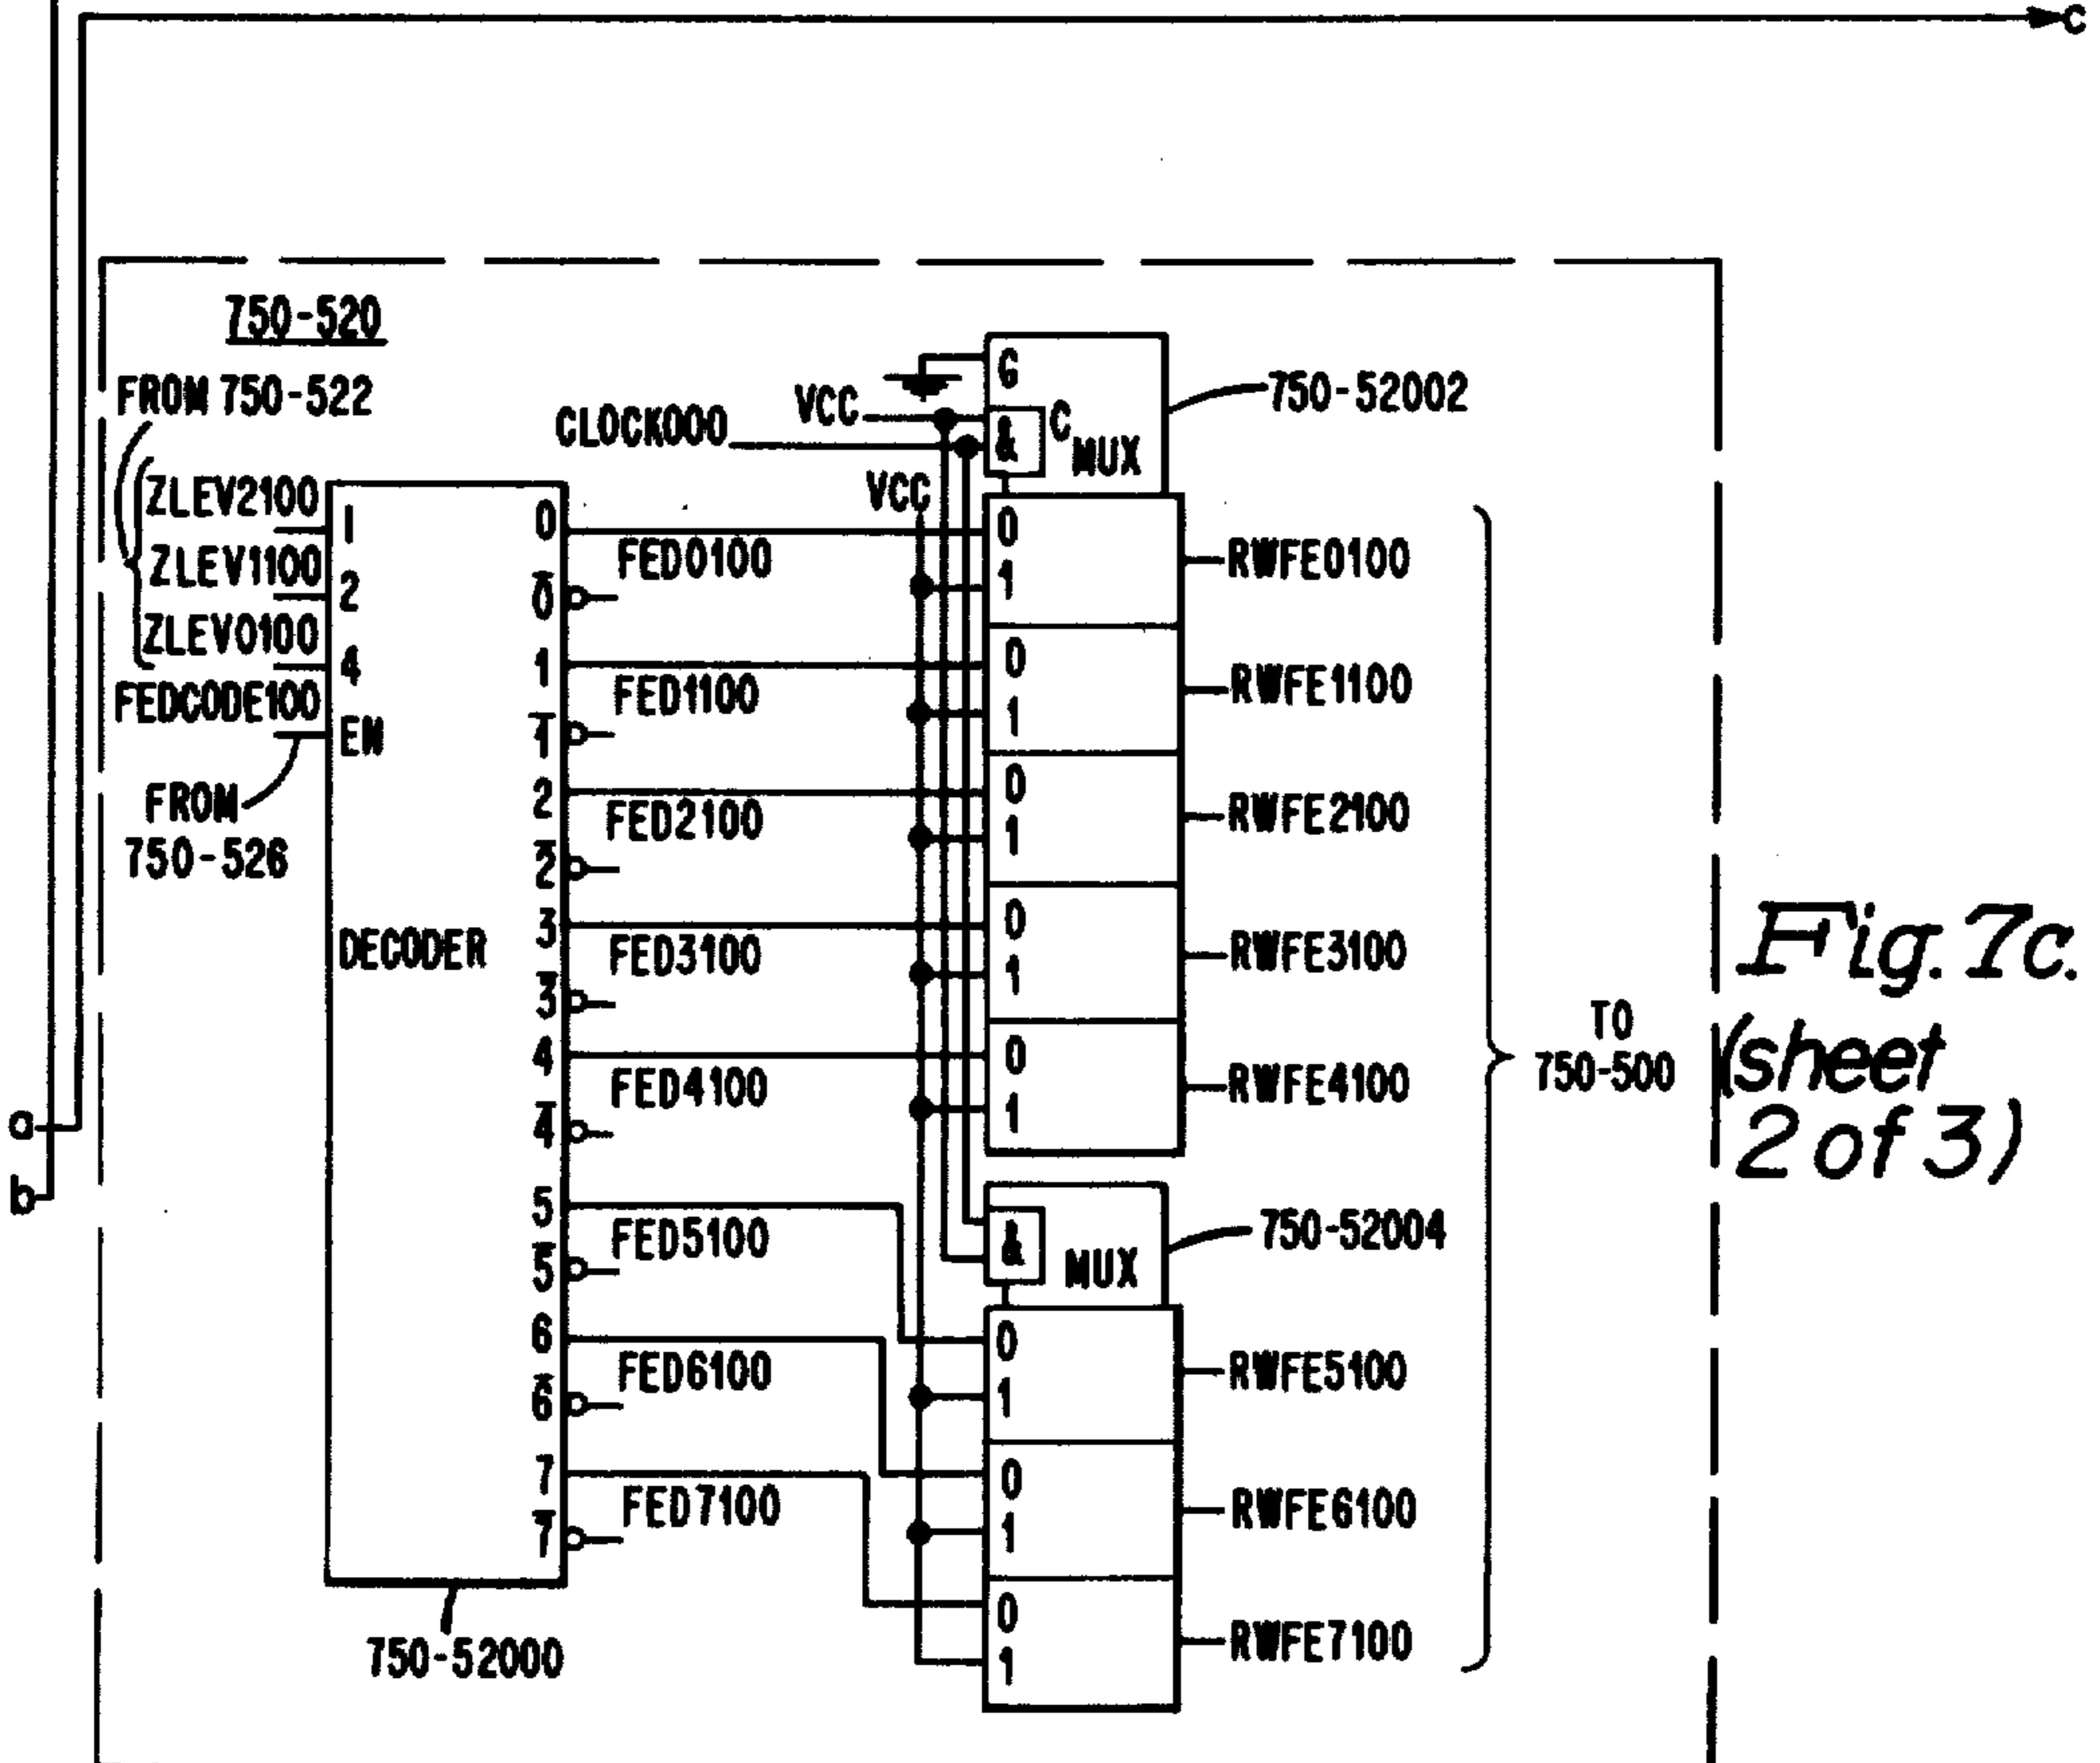 C
750-520
FROM 750-522
ZLEV2100
ZLEV1100
ZLEV0100
FEDCODE100
FROM
750-526
1
2
4
EN
DECODER
0
0̅
1
1̅
2
2̅
3
3̅
4
4̅
5
5̅
6
6̅
7
7̅
750-52000
FED0100
FED1100
FED2100
FED3100
FED4100
FED5100
FED6100
FED7100
CLOCK000
VCC
VCC
G
&
C
MUX
750-52002
0
1
RWFE0100
0
1
RWFE1100
0
1
RWFE2100
0
1
RWFE3100
0
1
RWFE4100
&
MUX
750-52004
0
1
RWFE5100
0
1
RWFE6100
0
1
RWFE7100
TO
750-500
a
b
Fig. 7c.
(sheet
2 of 3)